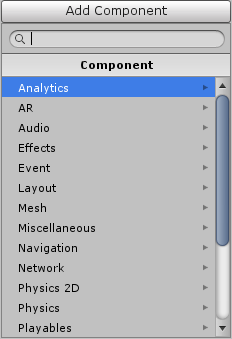 Add Component
Component
Analytics
AR
Audio
Effects
Event
Layout
Mesh
Miscellaneous
Navigation
Network
Physics 2D
Physics
Playables